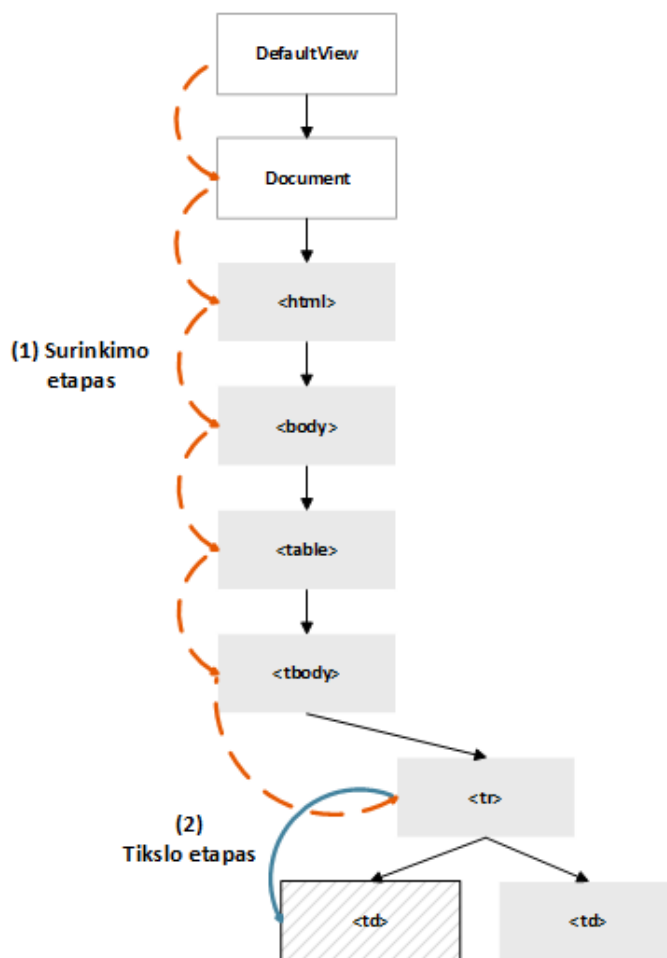 DefaultView
Document
<html>
(1) Surinkimo
etapas
<body>
<table>
<tbody>
<tr>
(2)
Tikslo etapas
<td>
<td>